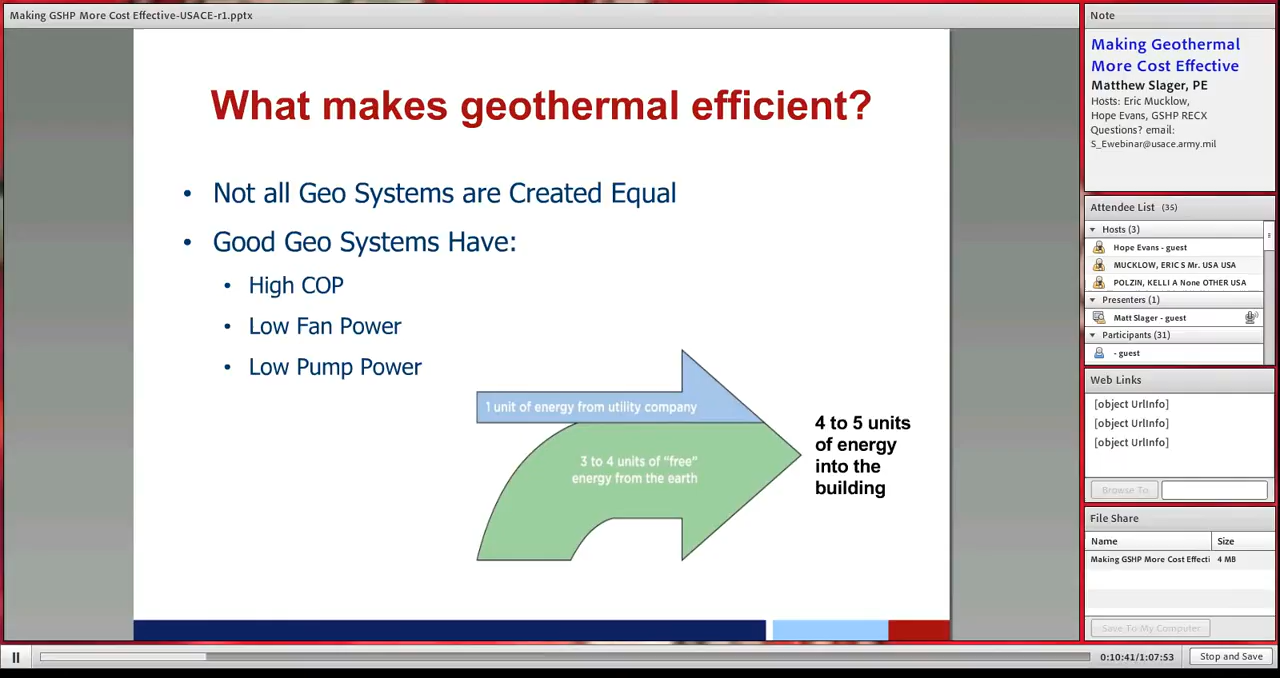 Making GSHP More Cost Effective-USACE-r1.pptx
What makes geothermal efficient?
• Not all Geo Systems are Created Equal
• Good Geo Systems Have:
• High COP
• Low Fan Power
• Low Pump Power
1 unit of energy from utility company
3 to 4 units of “free”
energy from the earth
4 to 5 units
of energy
into the
building
Note
Making Geothermal
More Cost Effective
Matthew Slager, PE
Hosts: Eric Mucklow,
Hope Evans, GSHP RECX
Questions? email:
S_Ewebinar@usace.army.mil
Attendee List (35)
Hosts (3)
Hope Evans - guest
MUCKLOW, ERIC S Mr. USA USA
POLZIN, KELLI A None OTHER USA
Presenters (1)
Matt Slager - guest
Participants (31)
- guest
Web Links
[object UrlInfo]
[object UrlInfo]
[object UrlInfo]
Browse To
File Share
Name Size
Making GSHP More Cost Effecti 4 MB
Save To My Computer
0:10:41/1:07:53
Stop and Save